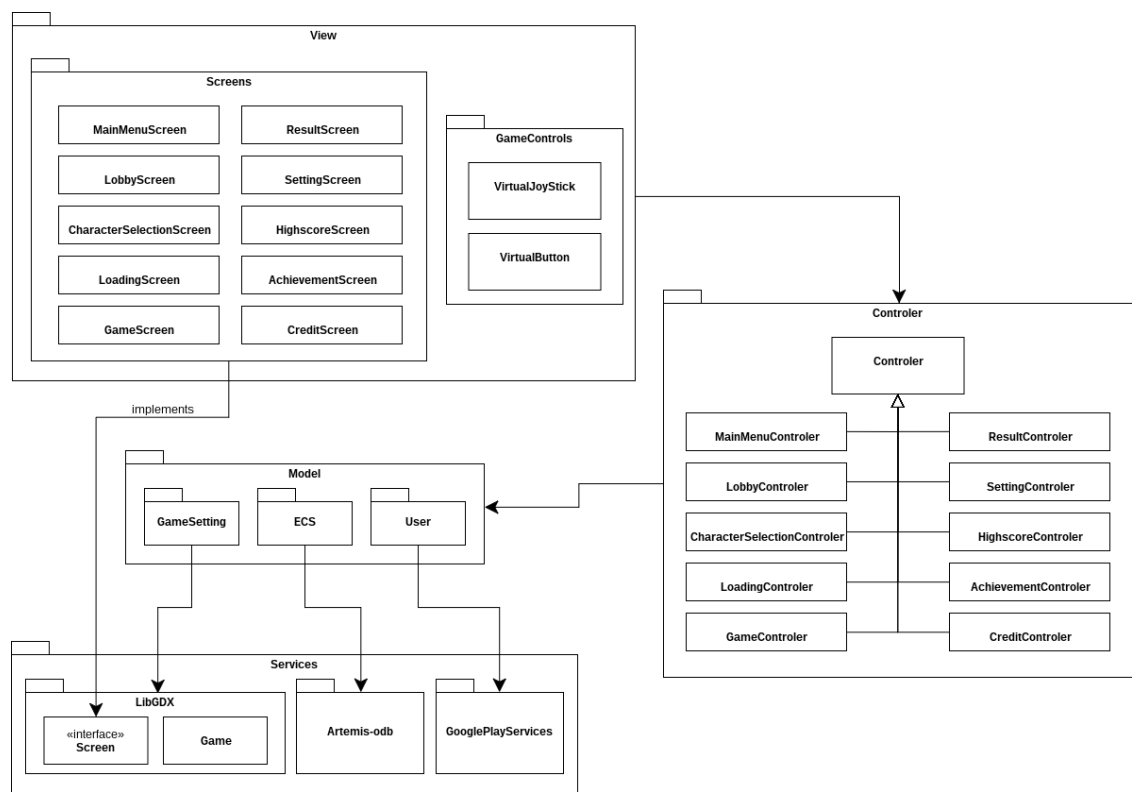 View
Screens
MainMenuScreen
ResultScreen
LobbyScreen
SettingScreen
CharacterSelectionScreen
HighscoreScreen
LoadingScreen
AchievementScreen
GameScreen
CreditScreen
GameControls
VirtualJoyStick
VirtualButton
implements
Controler
Controler
MainMenuControler
ResultControler
LobbyControler
SettingControler
CharacterSelectionControler
HighscoreControler
LoadingControler
AchievementControler
GameControler
CreditControler
Model
GameSetting
ECS
User
Services
LibGDX
«interface»
Screen
Game
Artemis-odb
GooglePlayServices